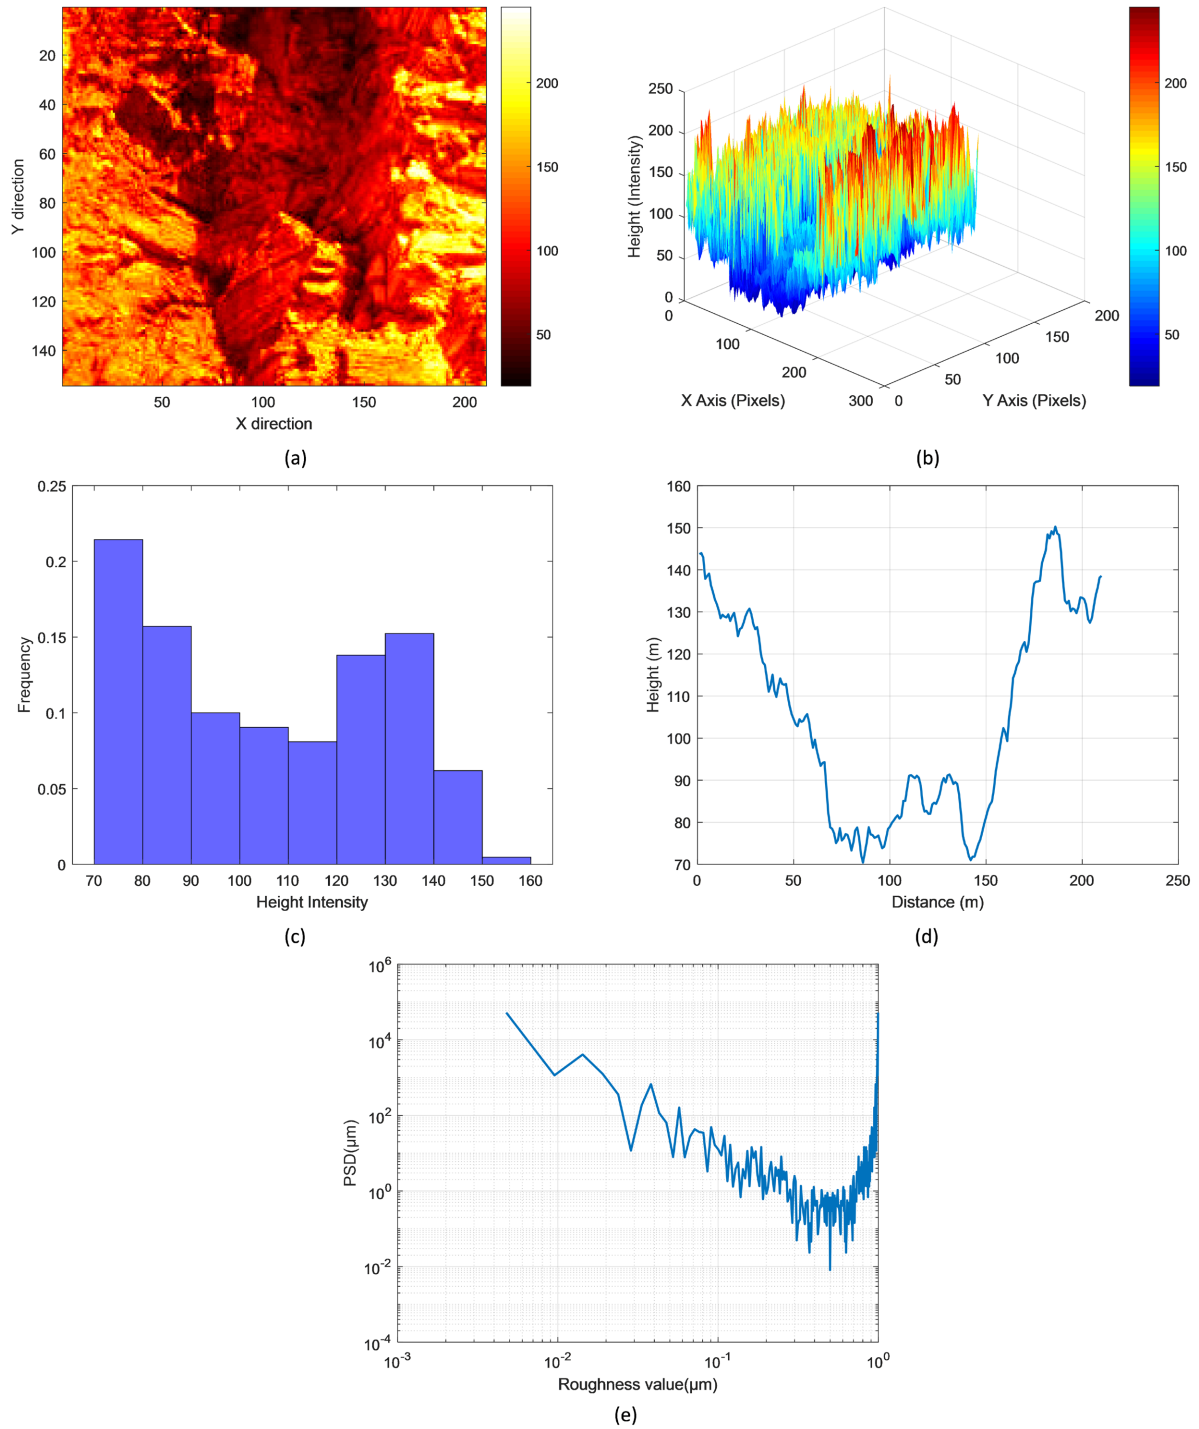 20
40
60
80
100
120
140
Y direction
50
100
150
200
X direction
200
150
100
50
(a)
250
200
150
100
50
0
Height (Intensity)
0
100
200
300
X Axis (Pixels)
0
50
100
150
200
Y Axis (Pixels)
200
150
100
50
(b)
0.25
0.2
0.15
0.1
0.05
0
Frequency
70 80 90 100 110 120 130 140 150 160
Height Intensity
(c)
160
150
140
130
120
110
100
90
80
70
Height (m)
0 50 100 150 200 250
Distance (m)
(d)
10^6
10^4
10^2
10^0
10^-2
10^-4
PSD(μm)
10^-3 10^-2 10^-1 10^0
Roughness value(μm)
(e)